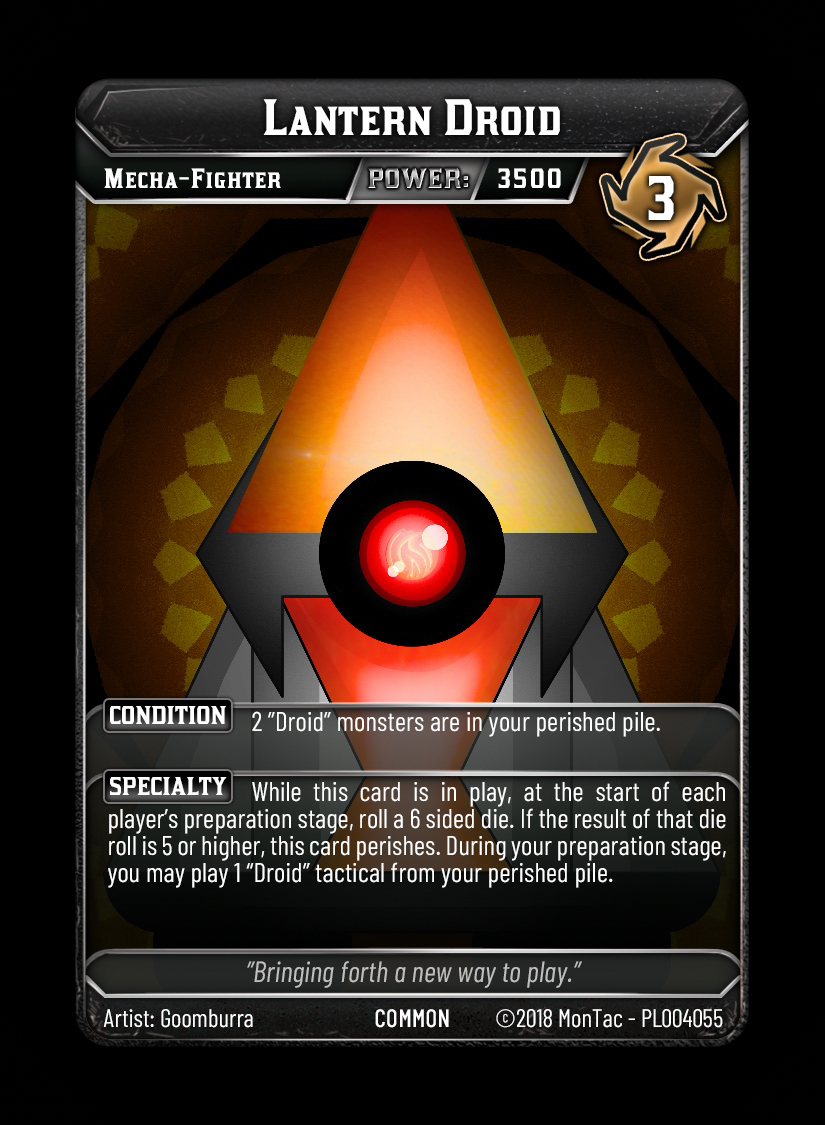 Lantern Droid
Mecha-Fighter
POWER:
3500
3
CONDITION
2 "Droid" monsters are in your perished pile.
SPECIALTY
While this card is in play, at the start of each
player's preparation stage, roll a 6 sided die. If the result of that die
roll is 5 or higher, this card perishes. During your preparation stage,
you may play 1 "Droid" tactical from your perished pile.
"Bringing forth a new way to play."
Artist: Goomburra
COMMON
©2018 MonTac - PL004055